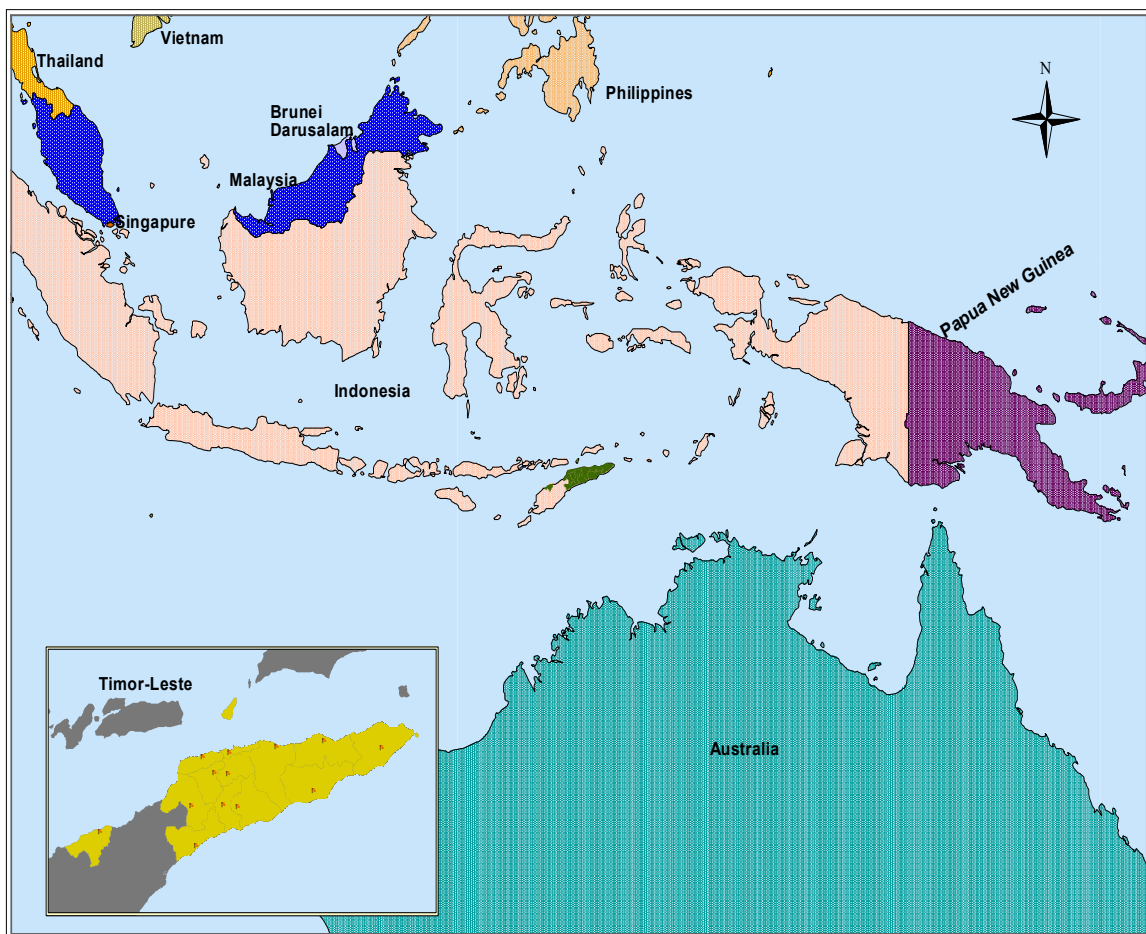 Vietnam
Thailand
N
Philippines
Brunei
Darusalam
Malaysia
Singapure
Papua New Guinea
Indonesia
Timor-Leste
Australia